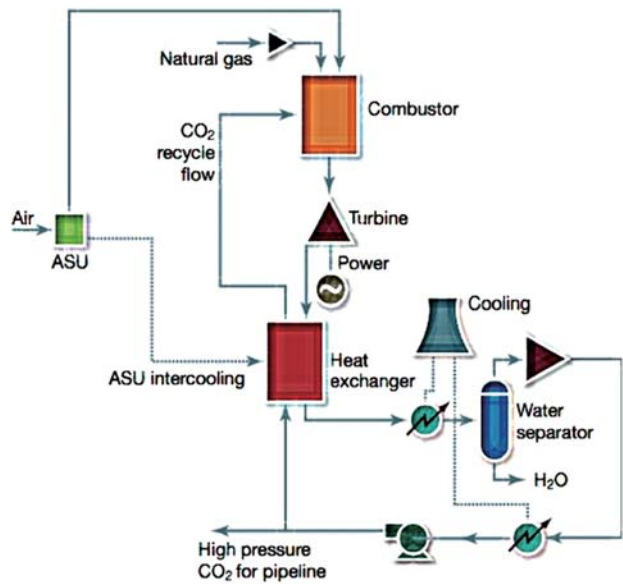 Natural gas
Combustor
CO₂
recycle
flow
Air
ASU
Turbine
Power
Cooling
ASU intercooling
Heat
exchanger
Water
separator
H₂O
High pressure
CO₂ for pipeline